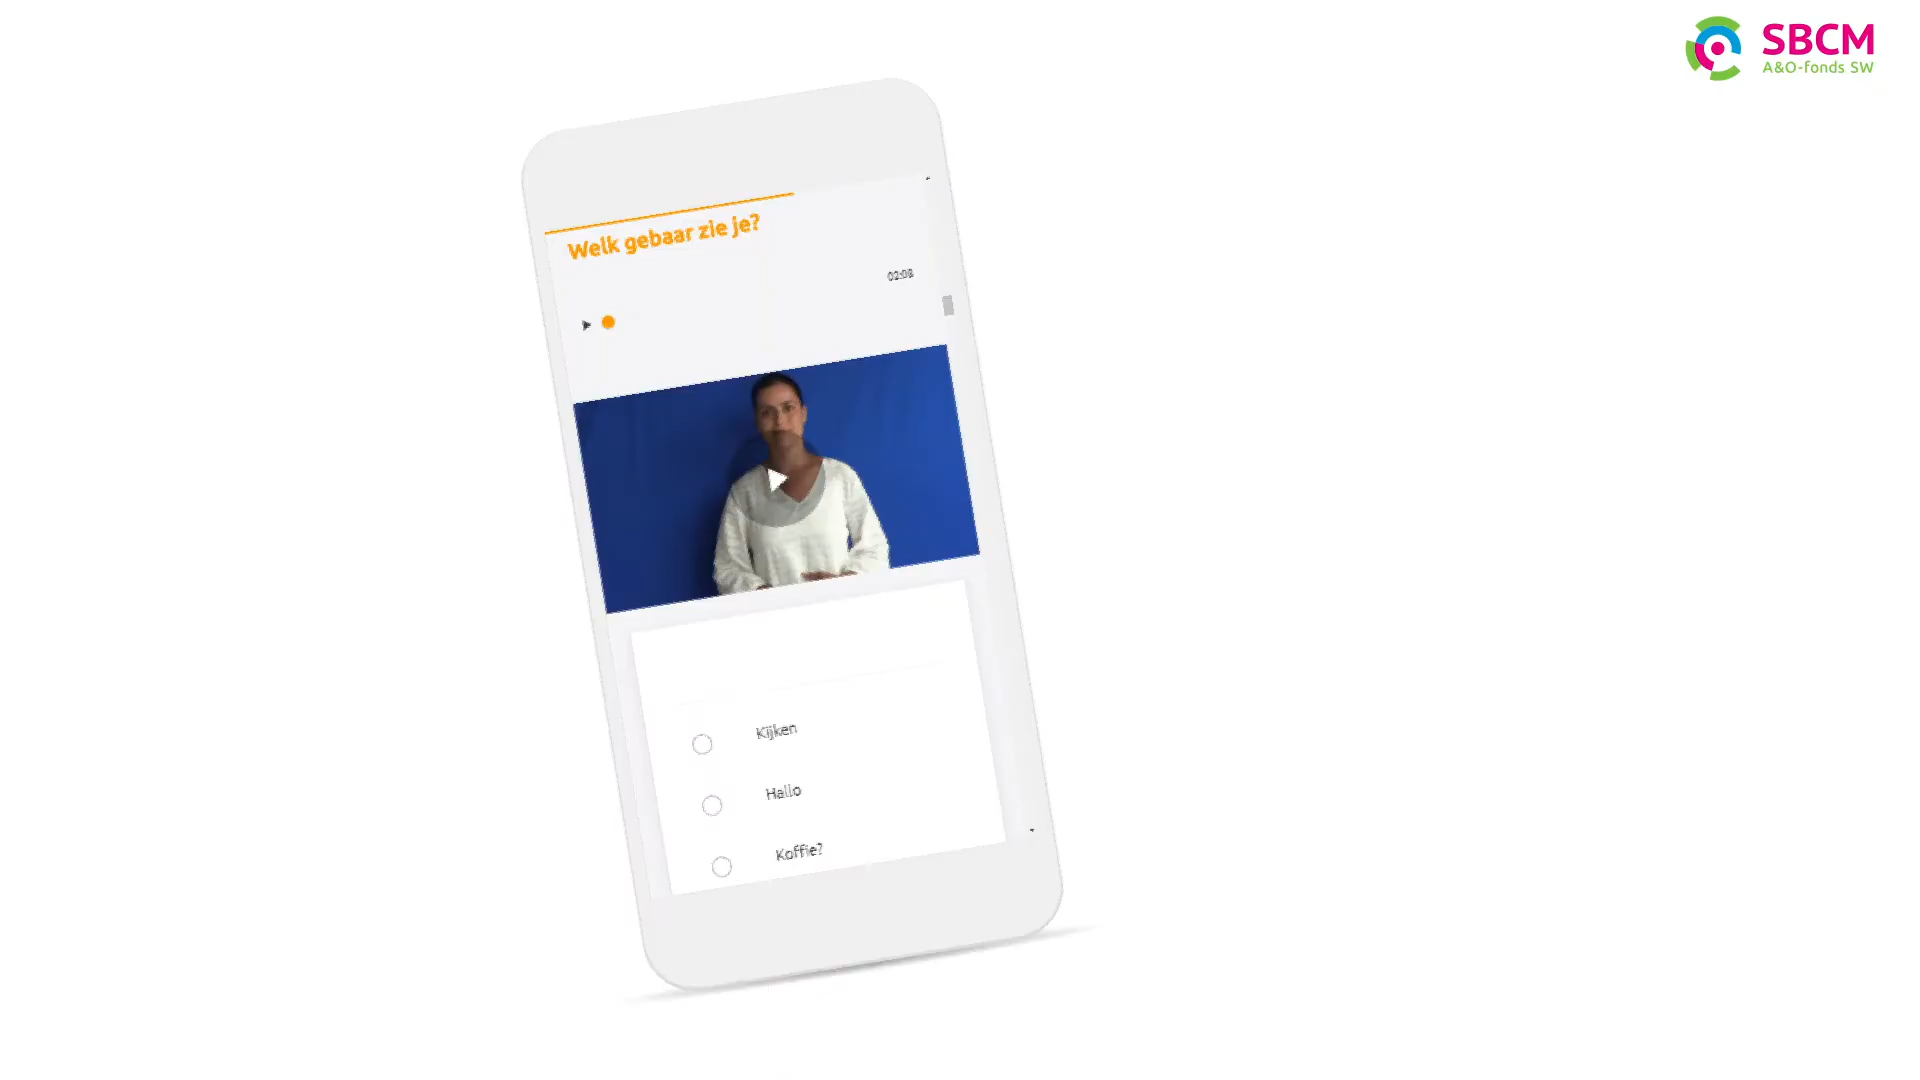 SBCM
A&O-fonds SW
Welk gebaar zie je?
02:08
Kijken
Hallo
Koffie?